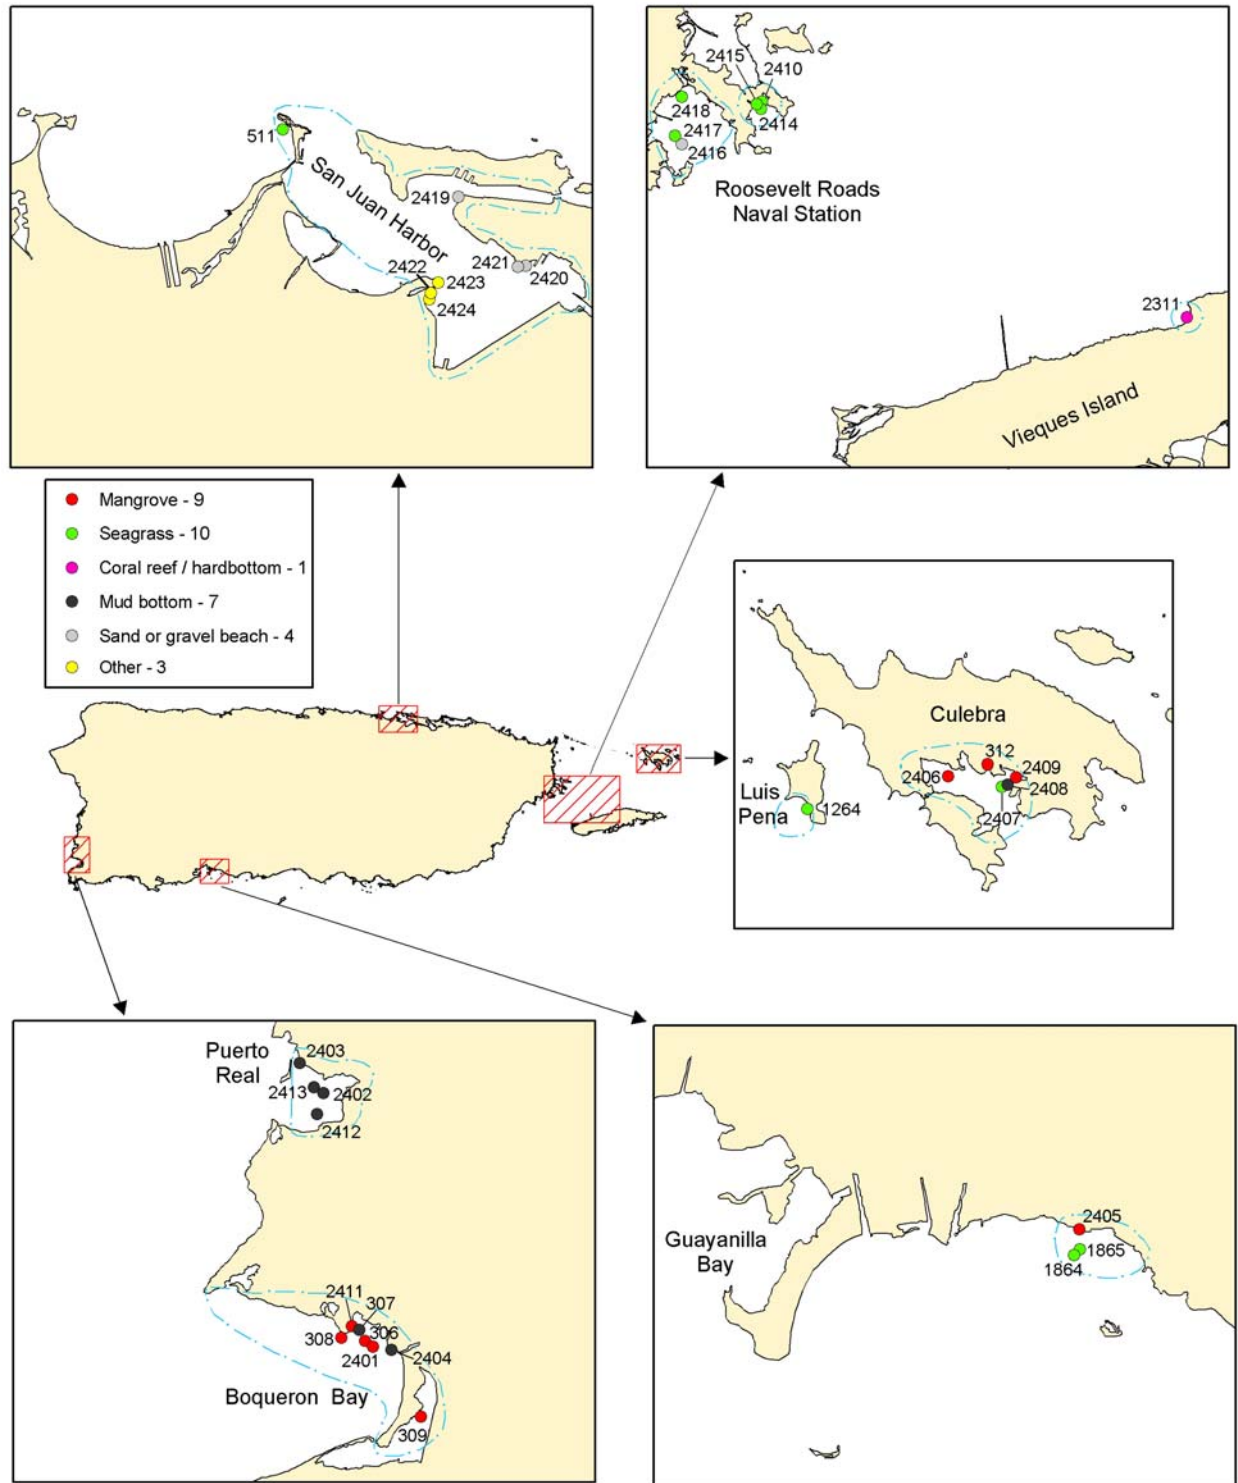 511
San Juan Harbor
2419
2421
2420
2422
2423
2424
2415
2410
2418
2414
2417
2416
Roosevelt Roads
Naval Station
2311
Vieques Island
Mangrove - 9
Seagrass - 10
Coral reef / hardbottom - 1
Mud bottom - 7
Sand or gravel beach - 4
Other - 3
Culebra
312
2406
2409
2408
2407
Luis
Pena
1264
Puerto
Real
2403
2413
2402
2412
2411
307
308
306
2401
2404
Boqueron Bay
309
Guayanilla
Bay
2405
1865
1864